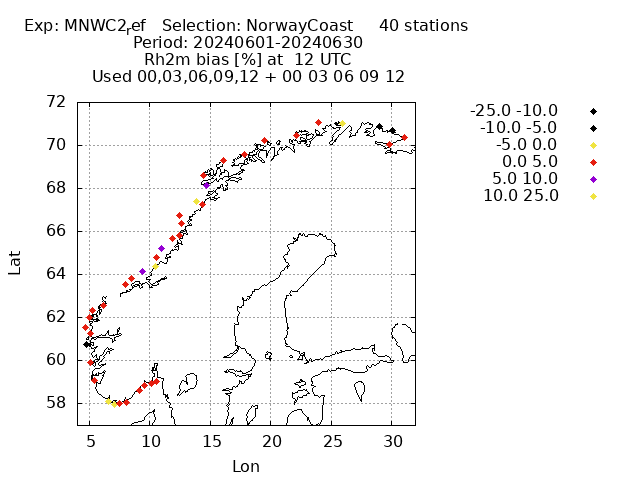 Exp: MNWC2ref Selection: NorwayCoast 40 stations
Period: 20240601-20240630
Rh2m bias [%] at 12 UTC
Used 00,03,06,09,12 + 00 03 06 09 12
-25.0 -10.0
-10.0 -5.0
-5.0 0.0
0.0 5.0
5.0 10.0
10.0 25.0
72
70
68
66
64
62
60
58
Lat
5 10 15 20 25 30
Lon